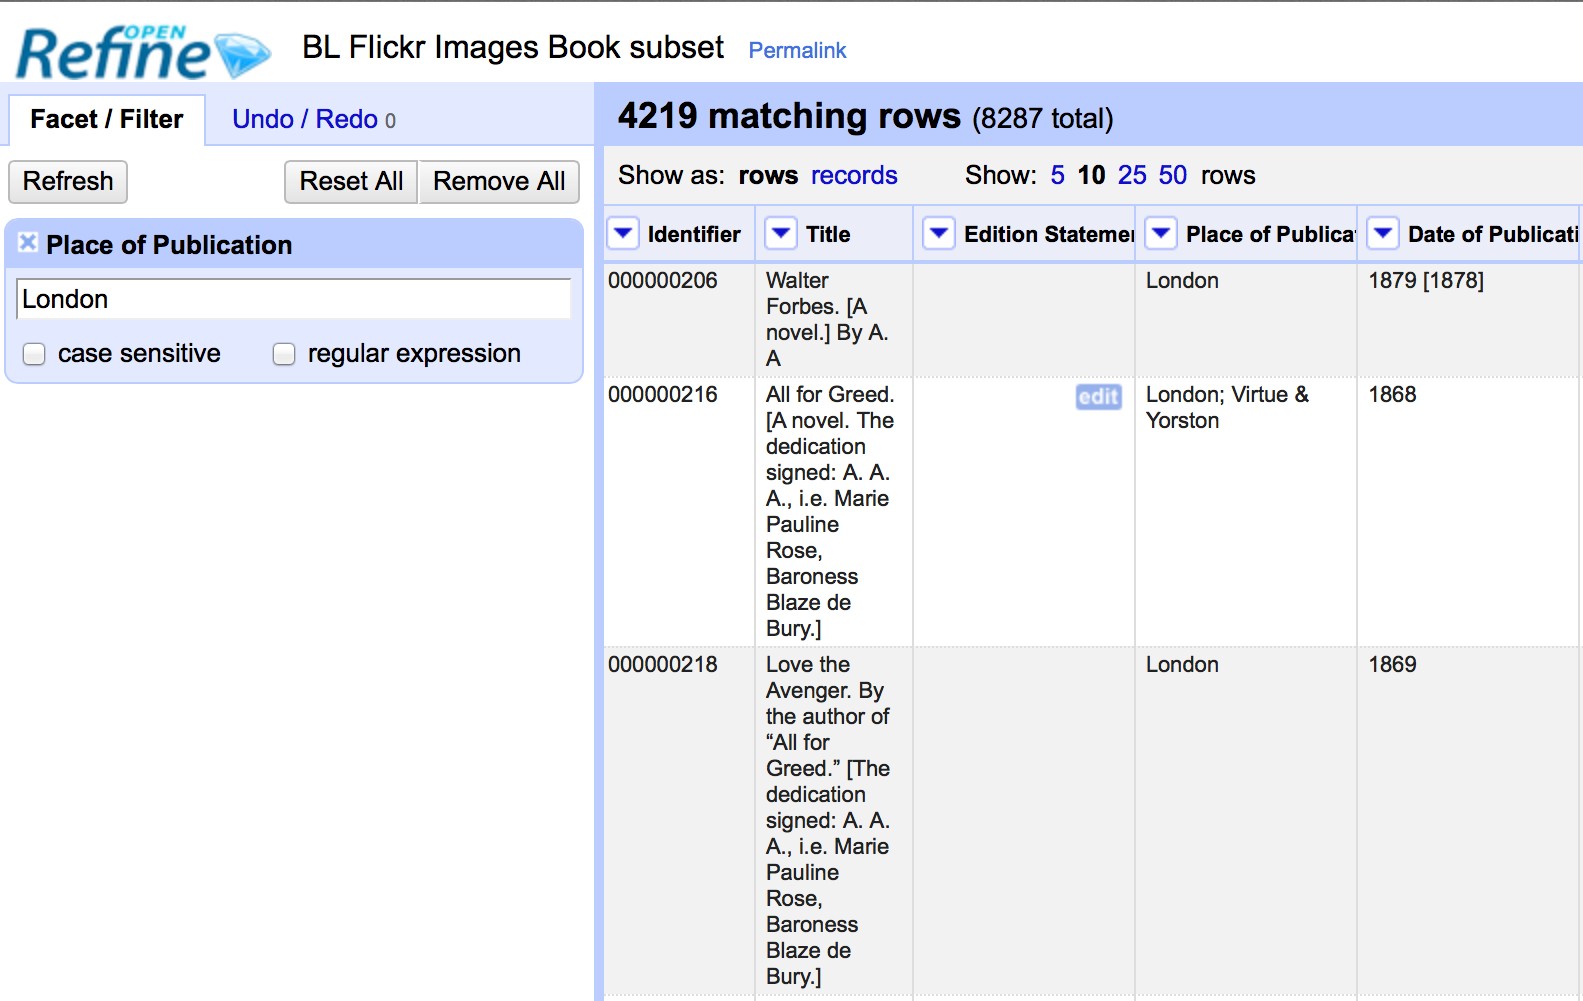 OPEN
Refine
BL Flickr Images Book subset Permalink
Facet / Filter Undo / Redo 0
Refresh Reset All Remove All
Place of Publication
London
case sensitive regular expression
4219 matching rows (8287 total)
Show as: rows records Show: 5 10 25 50 rows
Identifier Title Edition Statemen Place of Publica Date of Publicati
000000206
Walter
Forbes. [A
novel.] By A.
A
London
1879 [1878]
000000216
All for Greed.
[A novel. The
dedication
signed: A. A.
A., i.e. Marie
Pauline
Rose,
Baroness
Blaze de
Bury.]
edit
London; Virtue &
Yorston
1868
000000218
Love the
Avenger. By
the author of
“All for
Greed.” [The
dedication
signed: A. A.
A., i.e. Marie
Pauline
Rose,
Baroness
Blaze de
Bury.]
London
1869